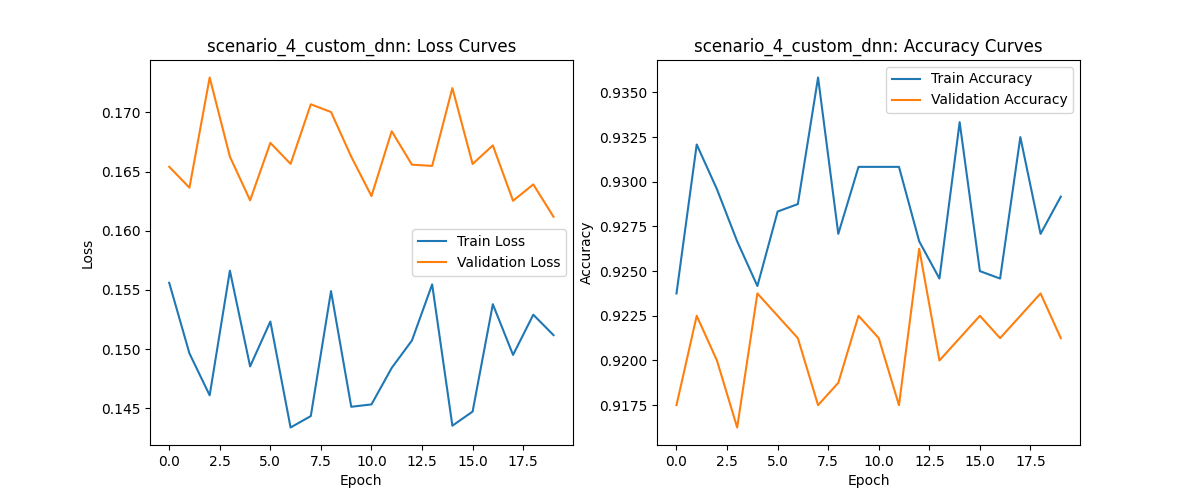 scenario_4_custom_dnn: Loss Curves
0.170
0.165
0.160
0.155
0.150
0.145
Loss
Train Loss
Validation Loss
0.0 2.5 5.0 7.5 10.0 12.5 15.0 17.5
Epoch
scenario_4_custom_dnn: Accuracy Curves
0.9350
0.9325
0.9300
0.9275
0.9250
0.9225
0.9200
0.9175
Accuracy
Train Accuracy
Validation Accuracy
0.0 2.5 5.0 7.5 10.0 12.5 15.0 17.5
Epoch